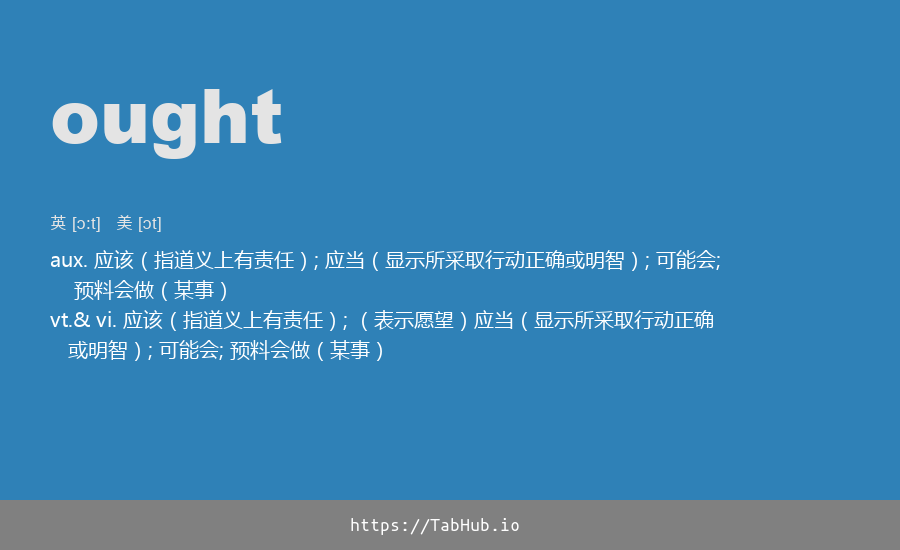 ought
英 [ɔ:t] 美 [ɔt]
aux. 应该（指道义上有责任）; 应当（显示所采取行动正确或明智）; 可能会;
预料会做（某事）
vt.& vi. 应该（指道义上有责任）; （表示愿望）应当（显示所采取行动正确
或明智）; 可能会; 预料会做（某事）
https://TabHub.io